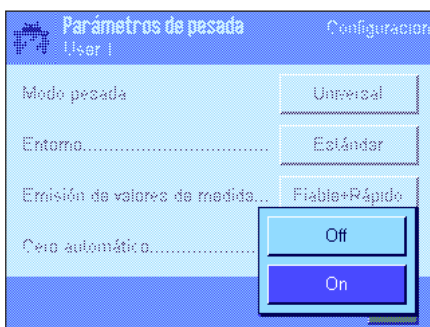 Parámetros de pesada Configuracion
User 1
Modo pesada Universal
Entorno.............................. Estándar
Emisión de valores de medida... Fiable+Rápido
Cero automático..................
Off
On